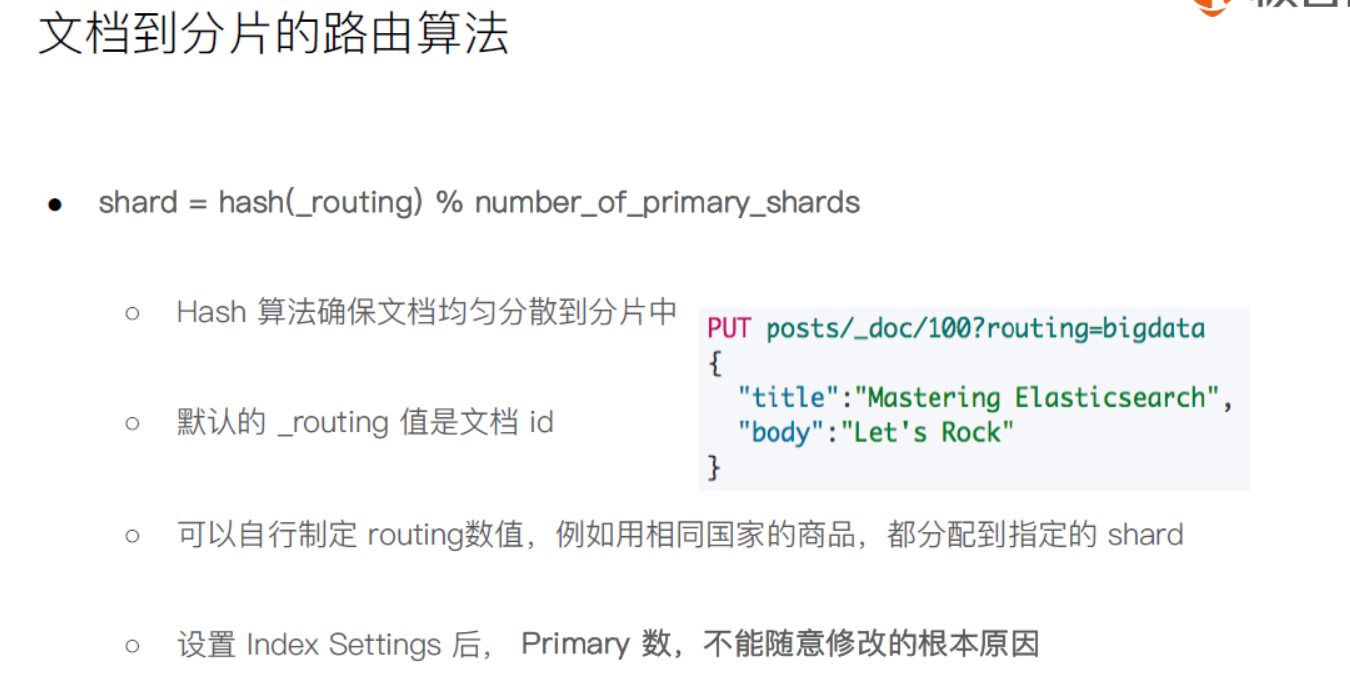 文档到分片的路由算法
shard = hash(_routing) % number_of_primary_shards
Hash 算法确保文档均匀分散到分片中
默认的 _routing 值是文档 id
PUT posts/_doc/100?routing=bigdata
{
"title":"Mastering Elasticsearch",
"body":"Let's Rock"
}
可以自行制定 routing数值，例如用相同国家的商品，都分配到指定的 shard
设置 Index Settings 后， Primary 数，不能随意修改的根本原因